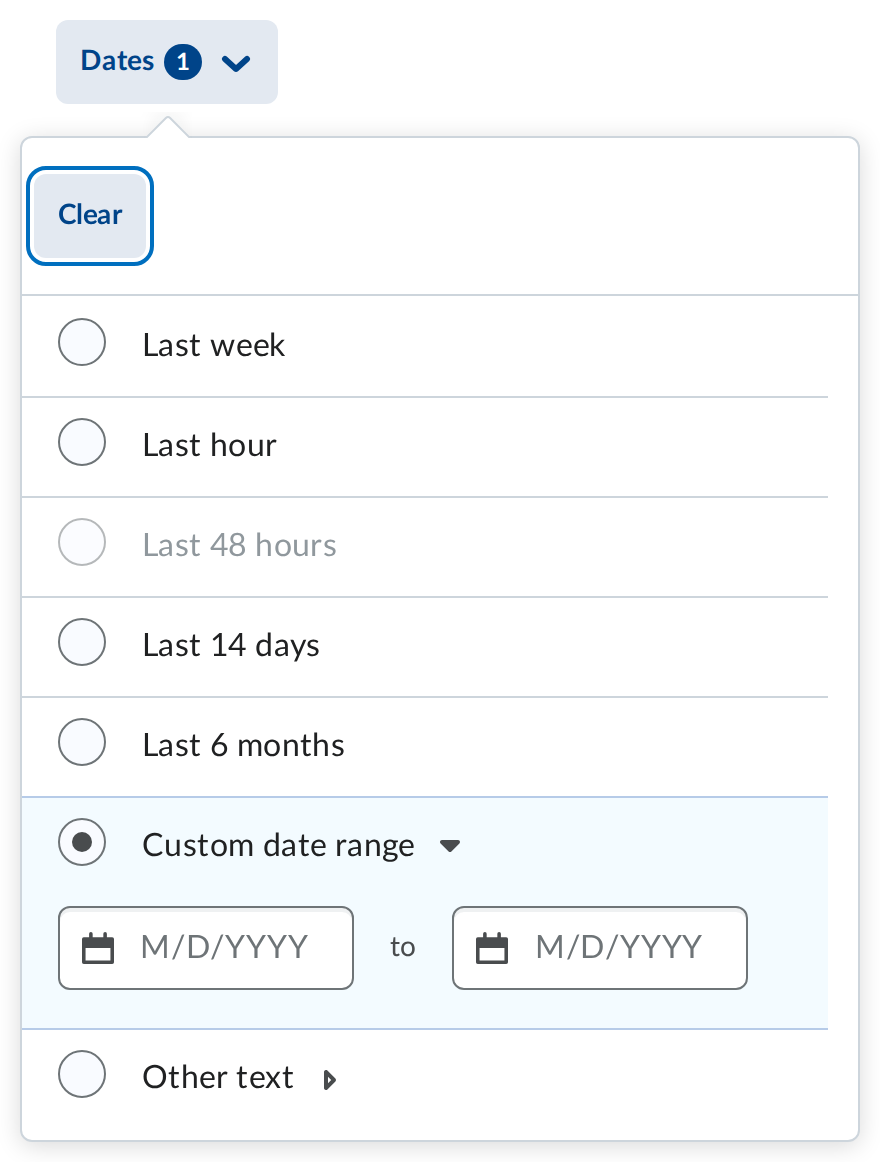 Dates 1
Clear
Last week
Last hour
Last 48 hours
Last 14 days
Last 6 months
Custom date range
M/D/YYYY to M/D/YYYY
Other text